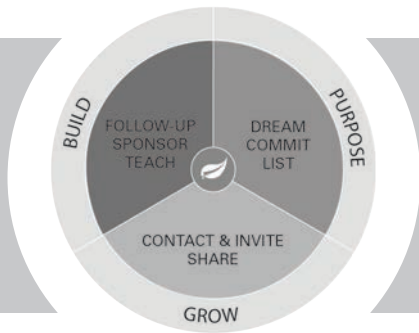 BUILD
FOLLOW-UP
SPONSOR
TEACH
PURPOSE
DREAM
COMMIT
LIST
CONTACT & INVITE
SHARE
GROW